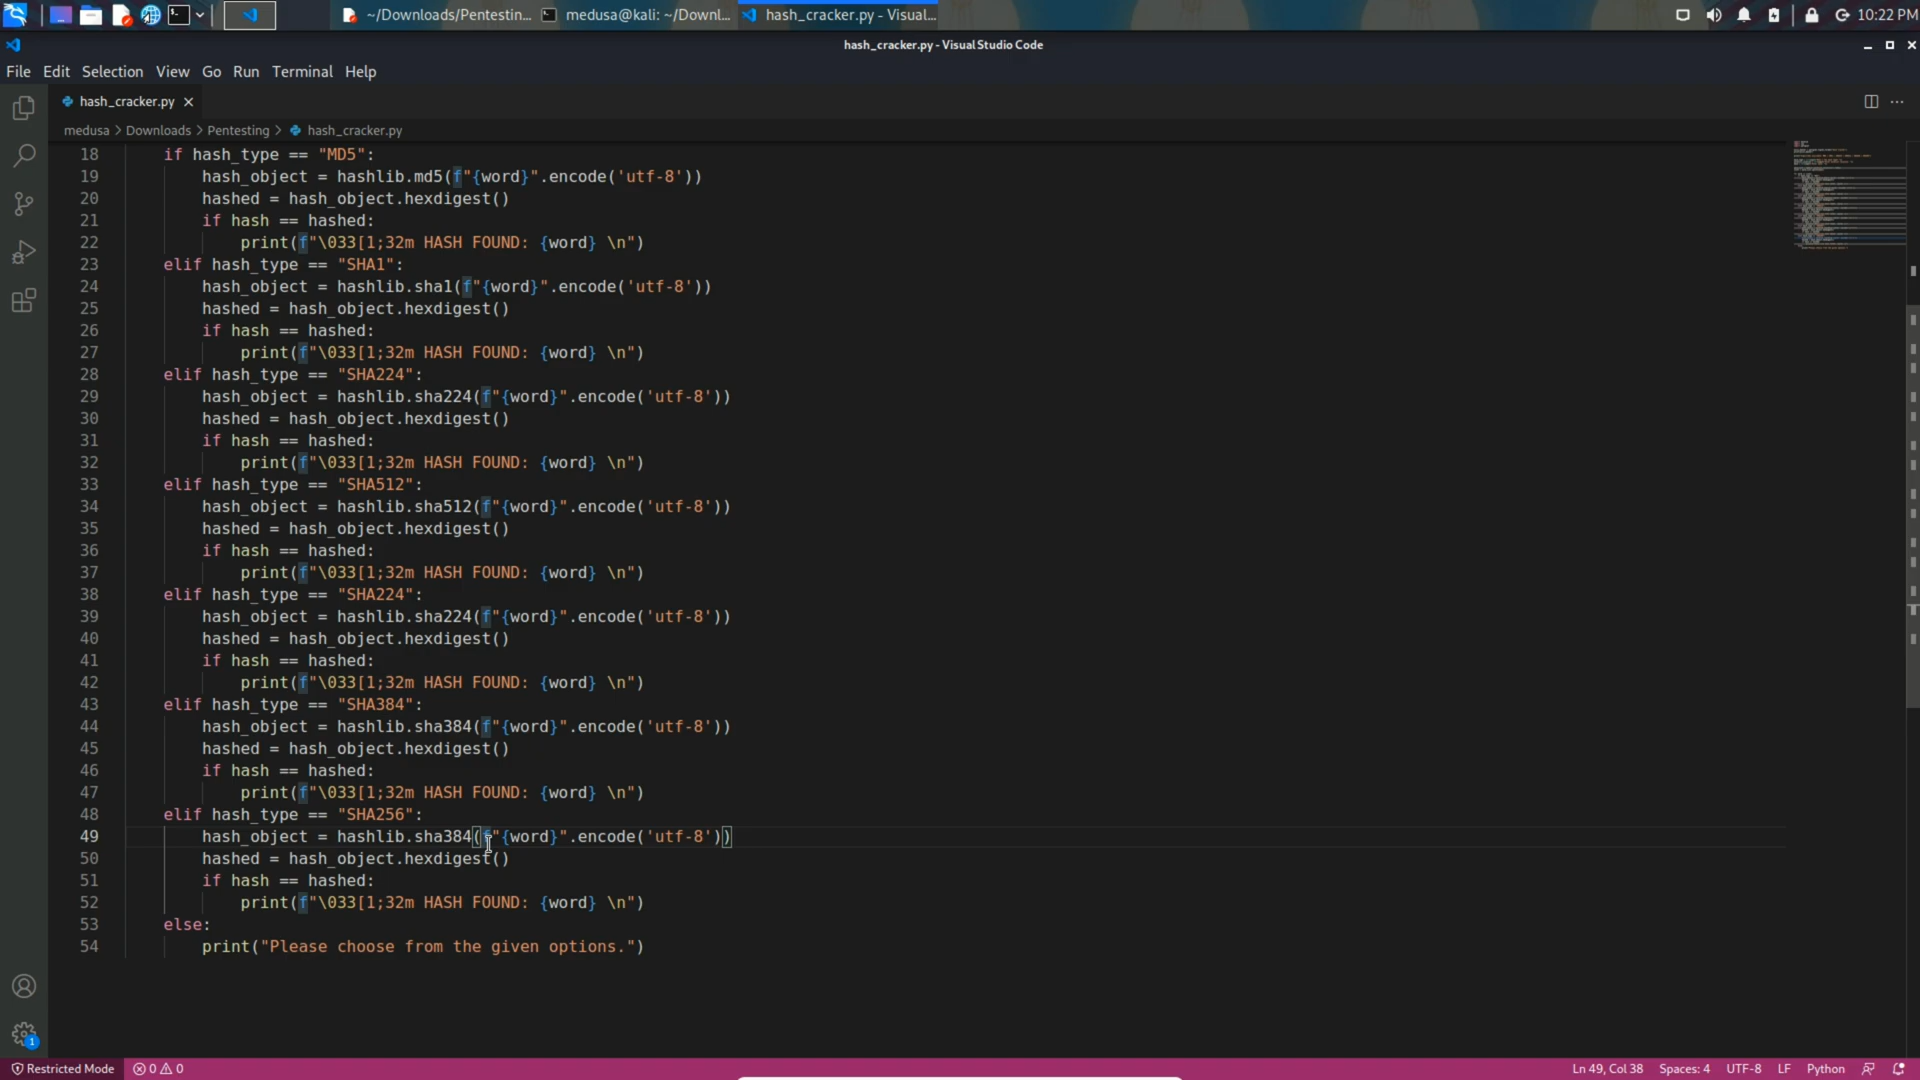 ~/Downloads/Pentestin... medusa@kali: ~/Downl... hash_cracker.py - Visual... 10:22 PM
hash_cracker.py - Visual Studio Code
File Edit Selection View Go Run Terminal Help
hash_cracker.py
medusa > Downloads > Pentesting > hash_cracker.py
18 if hash_type == "MD5":
19 hash_object = hashlib.md5(f"{word}".encode('utf-8'))
20 hashed = hash_object.hexdigest()
21 if hash == hashed:
22 print(f"\033[1;32m HASH FOUND: {word} \n")
23 elif hash_type == "SHA1":
24 hash_object = hashlib.sha1(f"{word}".encode('utf-8'))
25 hashed = hash_object.hexdigest()
26 if hash == hashed:
27 print(f"\033[1;32m HASH FOUND: {word} \n")
28 elif hash_type == "SHA224":
29 hash_object = hashlib.sha224(f"{word}".encode('utf-8'))
30 hashed = hash_object.hexdigest()
31 if hash == hashed:
32 print(f"\033[1;32m HASH FOUND: {word} \n")
33 elif hash_type == "SHA512":
34 hash_object = hashlib.sha512(f"{word}".encode('utf-8'))
35 hashed = hash_object.hexdigest()
36 if hash == hashed:
37 print(f"\033[1;32m HASH FOUND: {word} \n")
38 elif hash_type == "SHA224":
39 hash_object = hashlib.sha224(f"{word}".encode('utf-8'))
40 hashed = hash_object.hexdigest()
41 if hash == hashed:
42 print(f"\033[1;32m HASH FOUND: {word} \n")
43 elif hash_type == "SHA384":
44 hash_object = hashlib.sha384(f"{word}".encode('utf-8'))
45 hashed = hash_object.hexdigest()
46 if hash == hashed:
47 print(f"\033[1;32m HASH FOUND: {word} \n")
48 elif hash_type == "SHA256":
49 hash_object = hashlib.sha384(f"{word}".encode('utf-8'))
50 hashed = hash_object.hexdigest()
51 if hash == hashed:
52 print(f"\033[1;32m HASH FOUND: {word} \n")
53 else:
54 print("Please choose from the given options.")
1
Restricted Mode 0 0 Ln 49, Col 38 Spaces: 4 UTF-8 LF Python